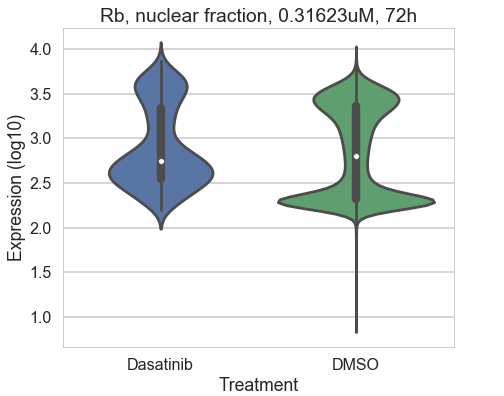 Rb, nuclear fraction, 0.31623uM, 72h
Expression (log10)
4.0
3.5
3.0
2.5
2.0
1.5
1.0
Dasatinib DMSO
Treatment